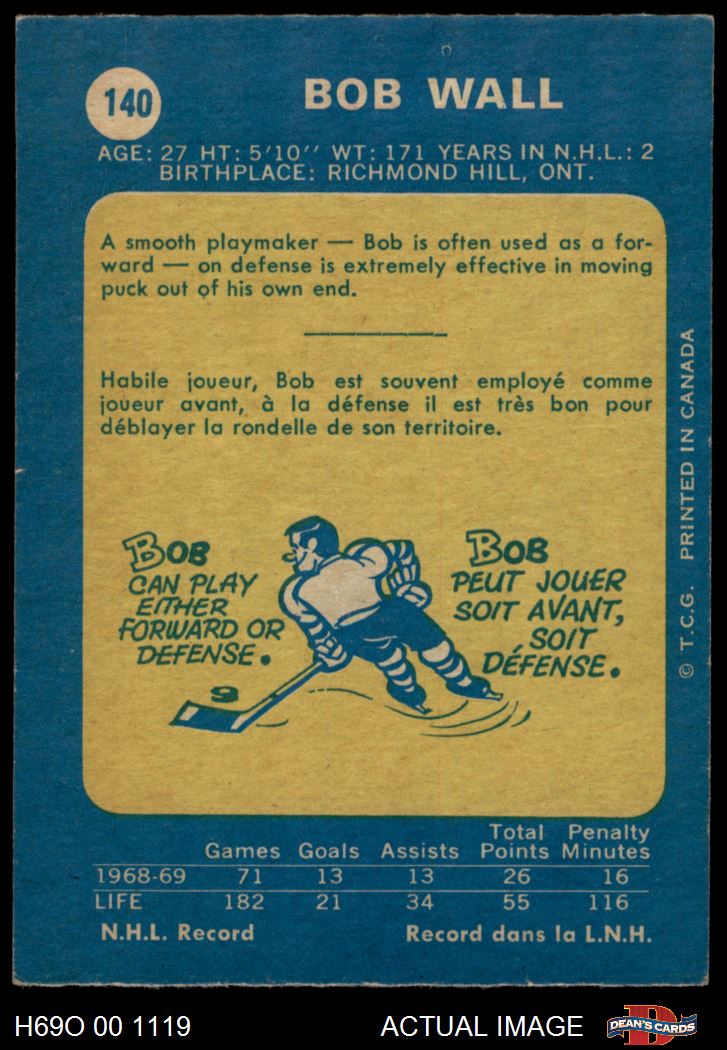 140
BOB WALL
AGE: 27 HT: 5'10'' WT: 171 YEARS IN N.H.L.: 2
BIRTHPLACE: RICHMOND HILL, ONT.
A smooth playmaker — Bob is often used as a for-
ward — on defense is extremely effective in moving
puck out of his own end.
Habile joueur, Bob est souvent employé comme
joueur avant, à la défense il est très bon pour
déblayer la rondelle de son territoire.
BOB
CAN PLAY
EITHER
FORWARD OR
DEFENSE.
BOB
PEUT JOUER
SOIT AVANT,
SOIT
DÉFENSE.
© T.C.G. PRINTED IN CANADA
Games Goals Assists Total Points Penalty Minutes
1968-69 71 13 13 26 16
LIFE 182 21 34 55 116
N.H.L. Record Record dans la L.N.H.
H69O 00 1119 ACTUAL IMAGE
D
DEAN'S CARDS